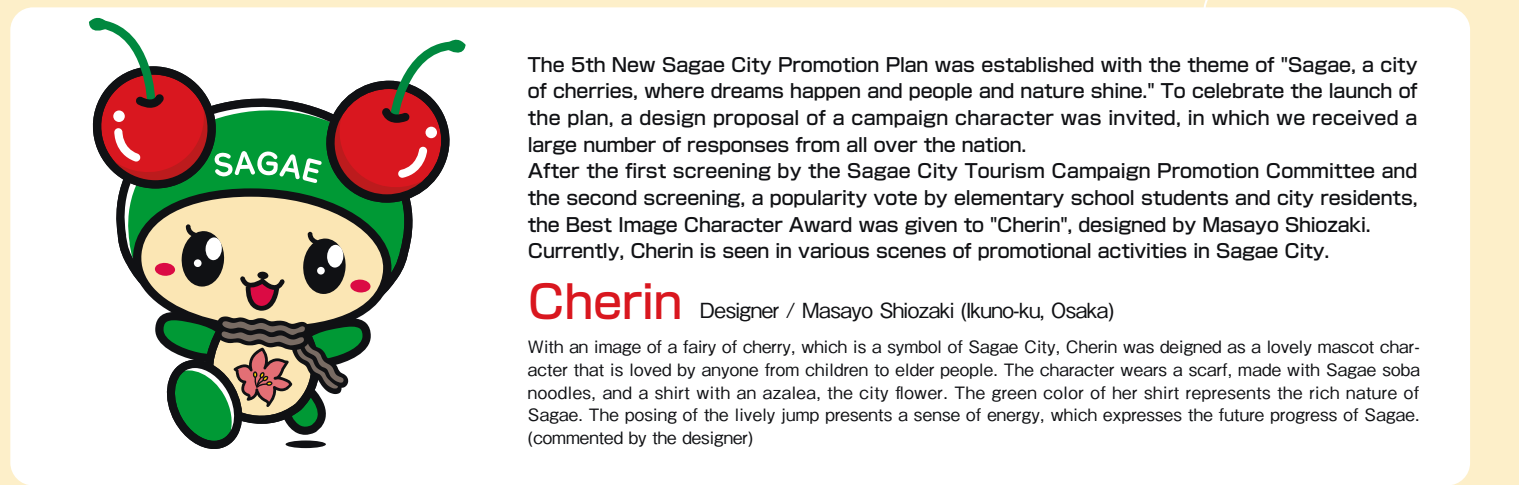 SAGAE
The 5th New Sagae City Promotion Plan was established with the theme of "Sagae, a city
of cherries, where dreams happen and people and nature shine." To celebrate the launch of
the plan, a design proposal of a campaign character was invited, in which we received a
large number of responses from all over the nation.
After the first screening by the Sagae City Tourism Campaign Promotion Committee and
the second screening, a popularity vote by elementary school students and city residents,
the Best Image Character Award was given to "Cherin", designed by Masayo Shiozaki.
Currently, Cherin is seen in various scenes of promotional activities in Sagae City.
Cherin Designer / Masayo Shiozaki (Ikuno-ku, Osaka)
With an image of a fairy of cherry, which is a symbol of Sagae City, Cherin was deigned as a lovely mascot char-
acter that is loved by anyone from children to elder people. The character wears a scarf, made with Sagae soba
noodles, and a shirt with an azalea, the city flower. The green color of her shirt represents the rich nature of
Sagae. The posing of the lively jump presents a sense of energy, which expresses the future progress of Sagae.
(commented by the designer)